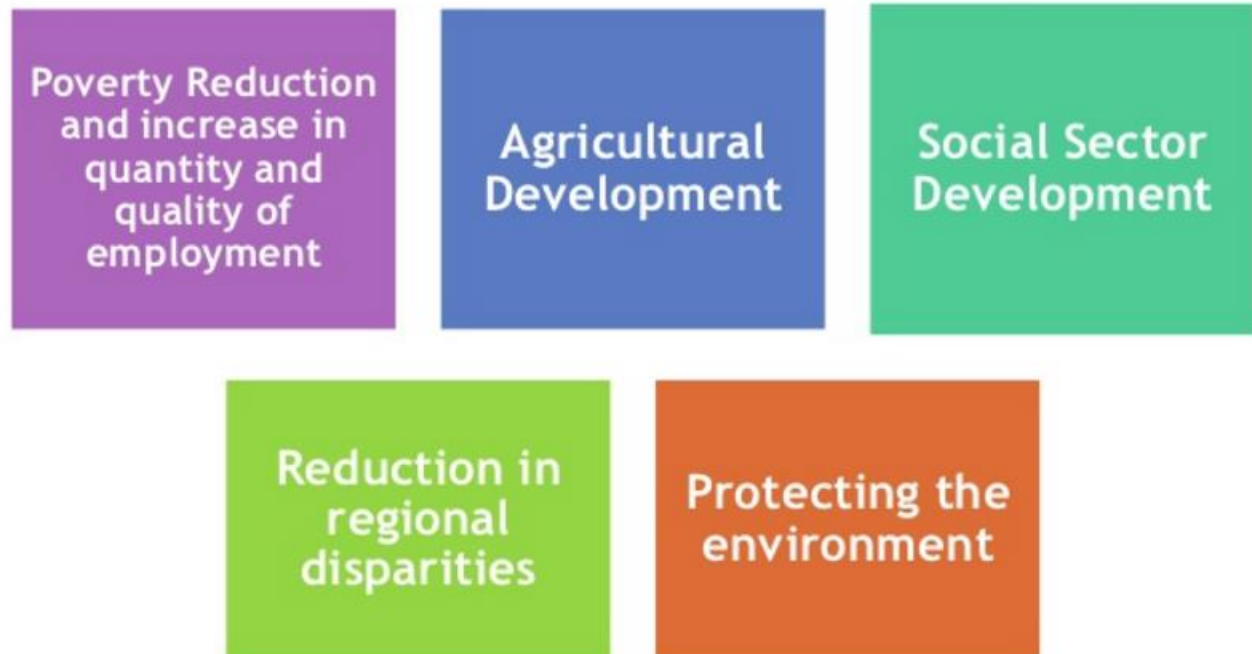 Poverty Reduction
and increase in
quantity and
quality of
employment
Agricultural
Development
Social Sector
Development
Reduction in
regional
disparities
Protecting the
environment